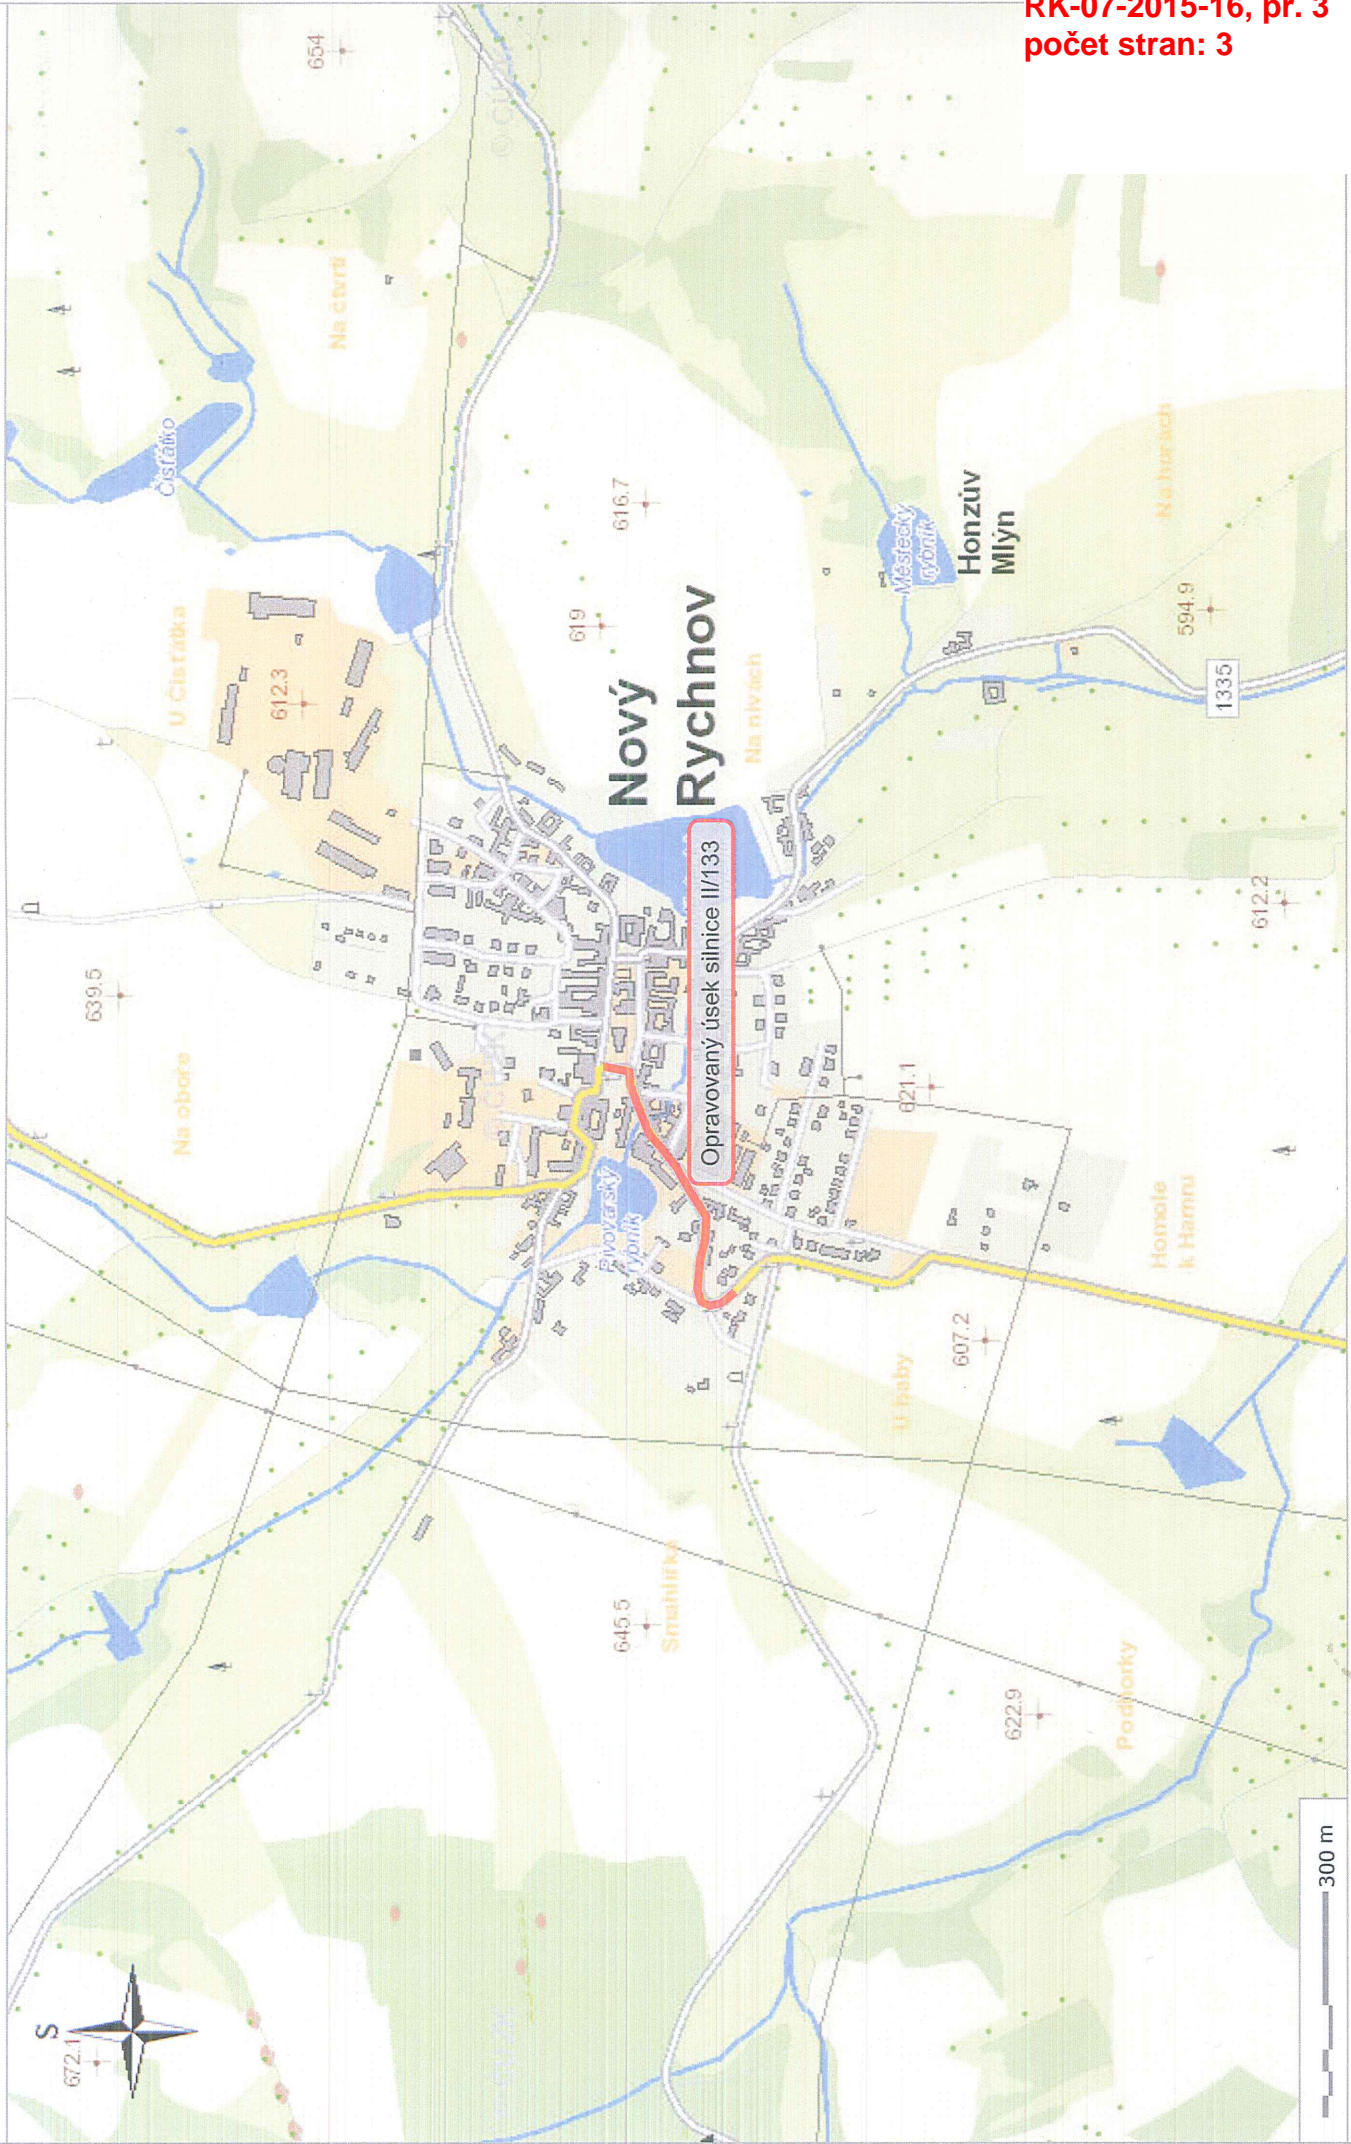 RK-07-2015-16, př. 3
počet stran: 3
S
672.1
639.5
654
Na oboře
U Čisťátka
Čisťátko
Na čtvrti
612.3
619
616.7
Nový
Rychnov
Na nivách
Pivovarský
rybník
Opravovaný úsek silnice II/133
Městecký
rybník
Honzův
Mlýn
Na horách
594.9
1335
612.2
621.1
Homole
k Hamru
607.2
U baby
645.5
Smahlířka
622.9
Podhorky
300 m